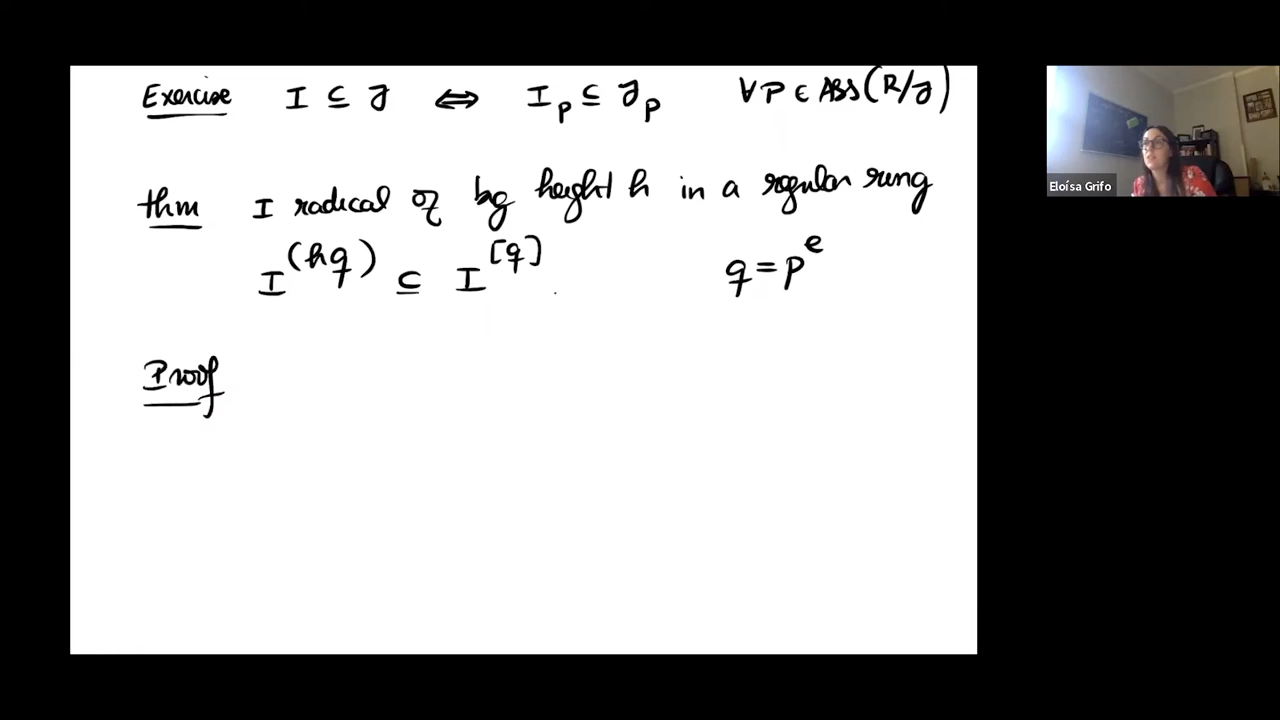 Exercise I ⊆ J ⟺ I_P ⊆ J_P ∀ P ∈ Ass(R/J)
Eloísa Grifo
thm I radical of big height h in a regular ring
I^(hq) ⊆ I^[q] q = p^e
Proof